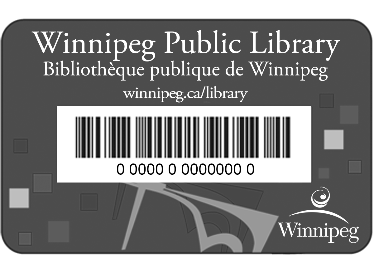 Winnipeg Public Library
Bibliothèque publique de Winnipeg
winnipeg.ca/library
0 0000 0 0000000 0
Winnipeg